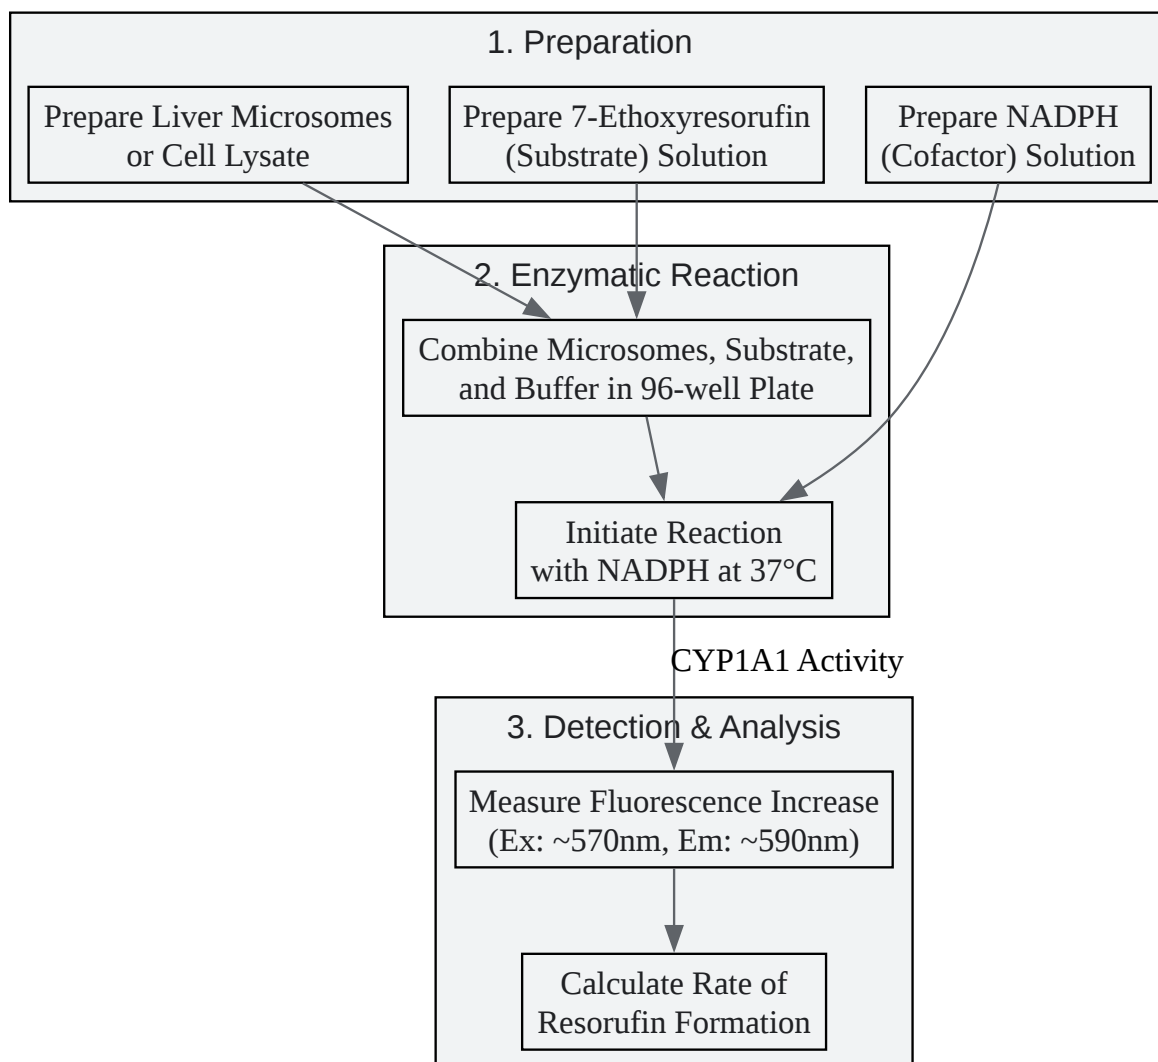 1. Preparation
Prepare Liver Microsomes
or Cell Lysate
Prepare 7-Ethoxyresorufin
(Substrate) Solution
Prepare NADPH
(Cofactor) Solution
2. Enzymatic Reaction
Combine Microsomes, Substrate,
and Buffer in 96-well Plate
Initiate Reaction
with NADPH at 37°C
CYP1A1 Activity
3. Detection & Analysis
Measure Fluorescence Increase
(Ex: ~570nm, Em: ~590nm)
Calculate Rate of
Resorufin Formation